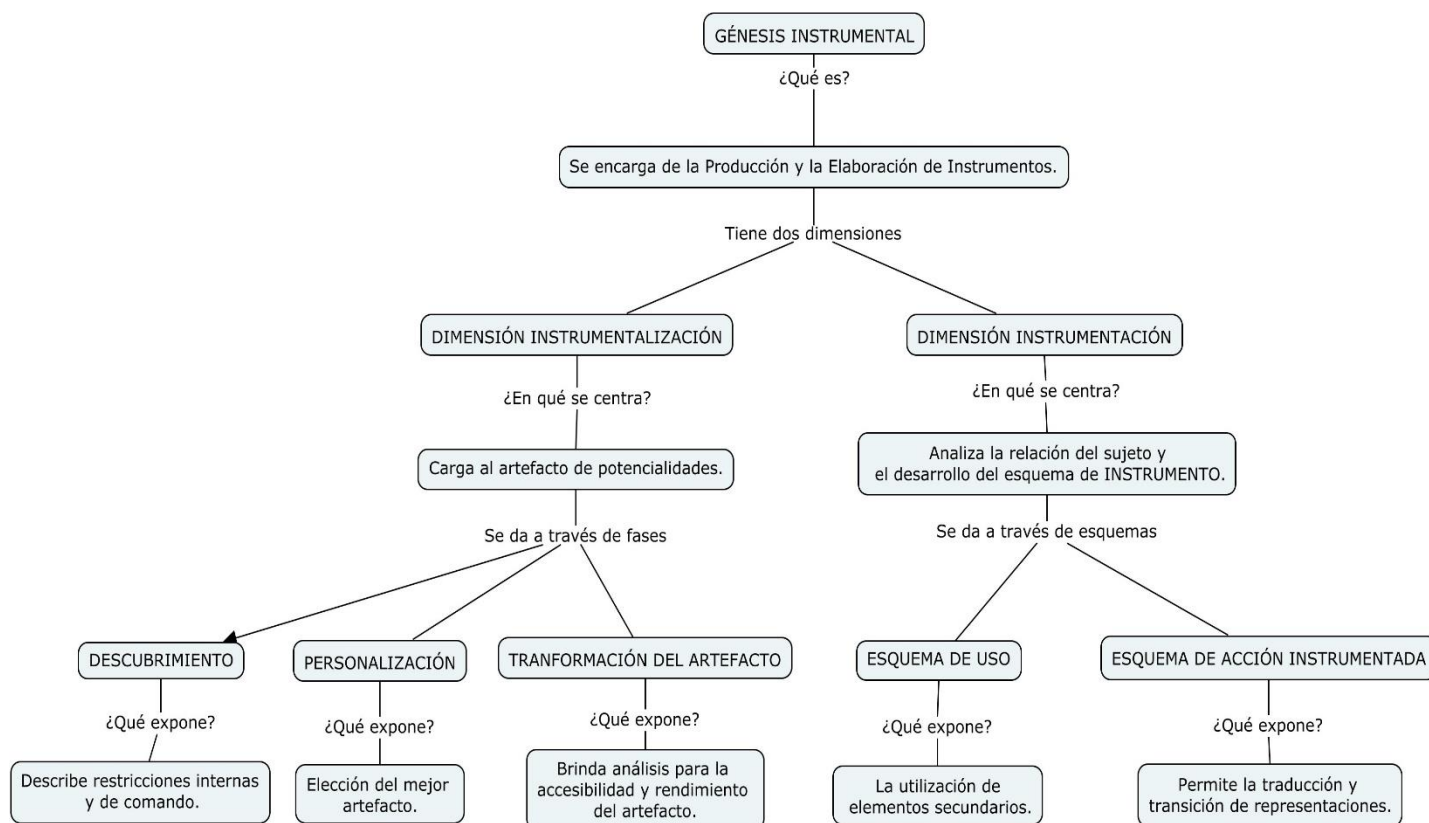 GÉNESIS INSTRUMENTAL
¿Qué es?
Se encarga de la Producción y la Elaboración de Instrumentos.
Tiene dos dimensiones
DIMENSIÓN INSTRUMENTALIZACIÓN
DIMENSIÓN INSTRUMENTACIÓN
¿En qué se centra?
¿En qué se centra?
Carga al artefacto de potencialidades.
Analiza la relación del sujeto y
el desarrollo del esquema de INSTRUMENTO.
Se da a través de fases
Se da a través de esquemas
DESCUBRIMIENTO
PERSONALIZACIÓN
TRANFORMACIÓN DEL ARTEFACTO
ESQUEMA DE USO
ESQUEMA DE ACCIÓN INSTRUMENTADA
¿Qué expone?
¿Qué expone?
¿Qué expone?
¿Qué expone?
¿Qué expone?
Describe restricciones internas
y de comando.
Elección del mejor
artefacto.
Brinda análisis para la
accesibilidad y rendimiento
del artefacto.
La utilización de
elementos secundarios.
Permite la traducción y
transición de representaciones.